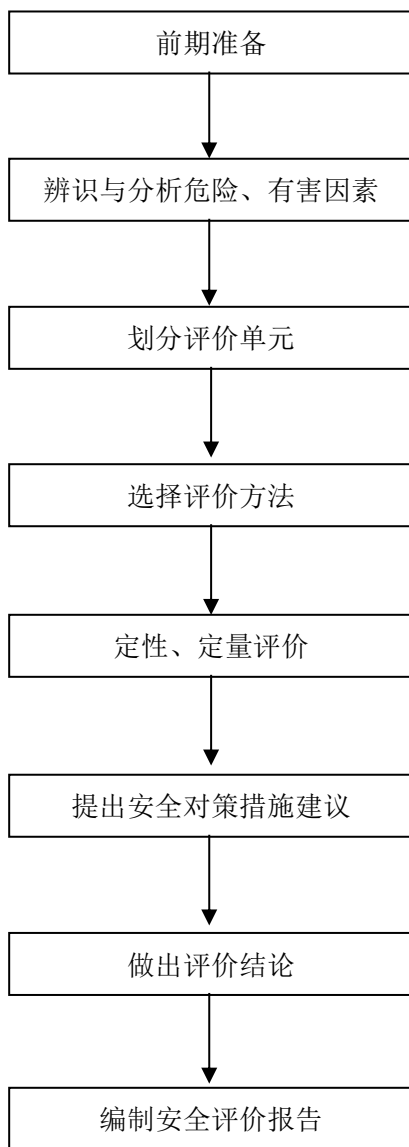 前期准备
辨识与分析危险、有害因素
划分评价单元
选择评价方法
定性、定量评价
提出安全对策措施建议
做出评价结论
编制安全评价报告